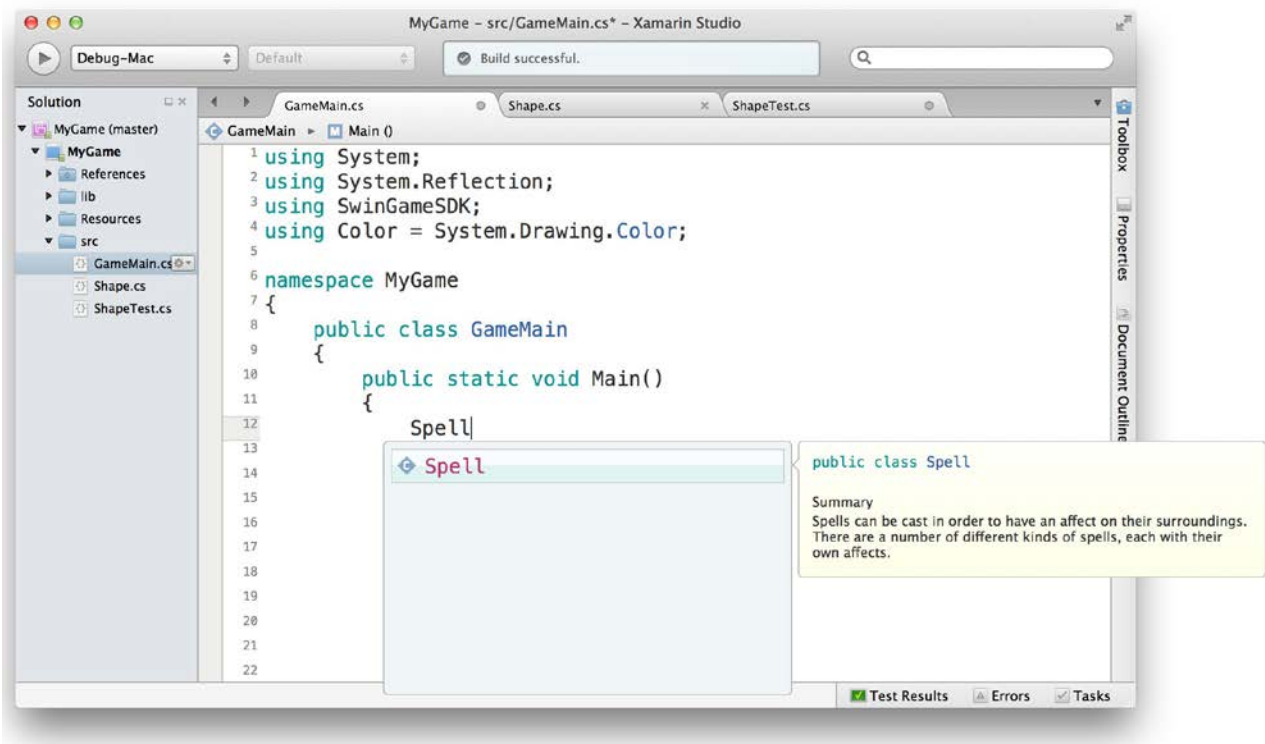 MyGame – src/GameMain.cs* – Xamarin Studio
Debug-Mac
Default
Build successful.
Solution
GameMain.cs
Shape.cs
ShapeTest.cs
MyGame (master)
MyGame
References
lib
Resources
src
GameMain.cs
Shape.cs
ShapeTest.cs
GameMain ▸ M Main ()
1 using System;
2 using System.Reflection;
3 using SwinGameSDK;
4 using Color = System.Drawing.Color;
5
6 namespace MyGame
7 {
8 public class GameMain
9 {
10 public static void Main()
11 {
12 Spell
13
14
15
16
17
18
19
20
21
22
C Spell
public class Spell
Summary
Spells can be cast in order to have an affect on their surroundings.
There are a number of different kinds of spells, each with their
own affects.
Toolbox
Properties
Document Outline
Test Results
Errors
Tasks